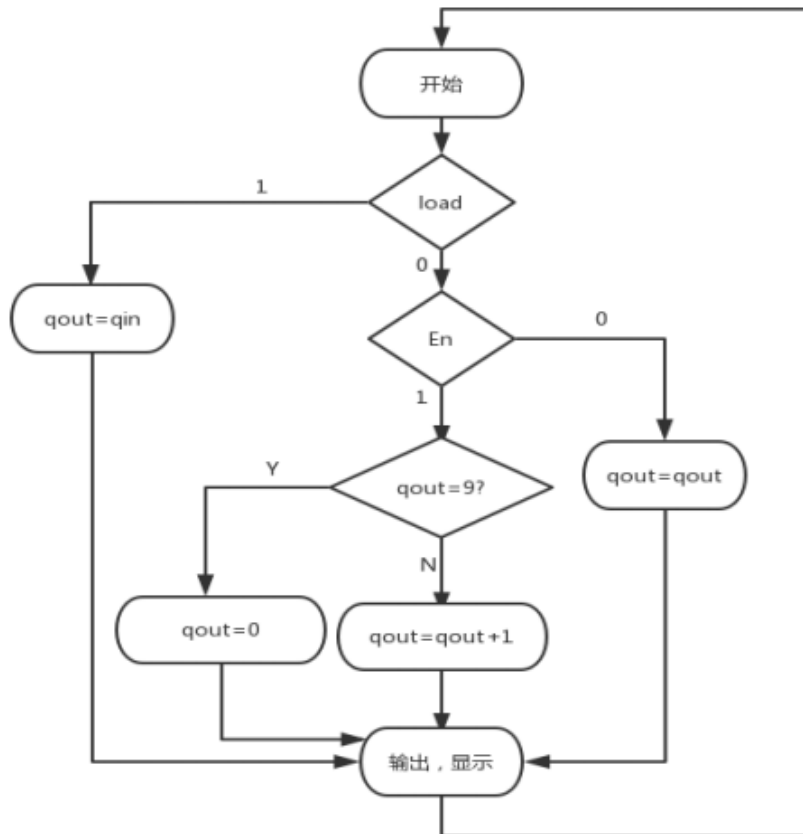 开始
load
1
0
qout=qin
En
0
1
qout=9?
qout=qout
Y
N
qout=0
qout=qout+1
输出，显示